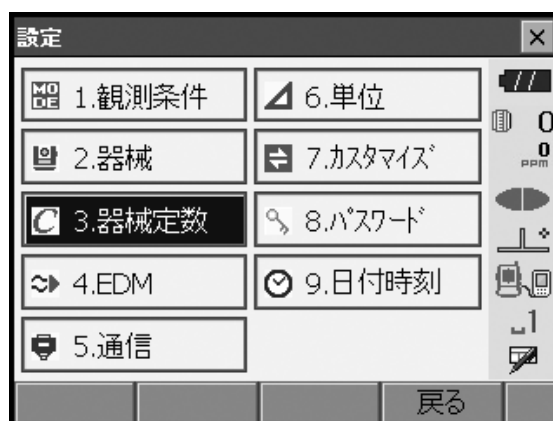 設定
MODE 1.観測条件
2.器械
C 3.器械定数
4.EDM
5.通信
6.単位
7.カスタマイズ
8.パスワード
9.日付時刻
0
0
PPM
1
戻る